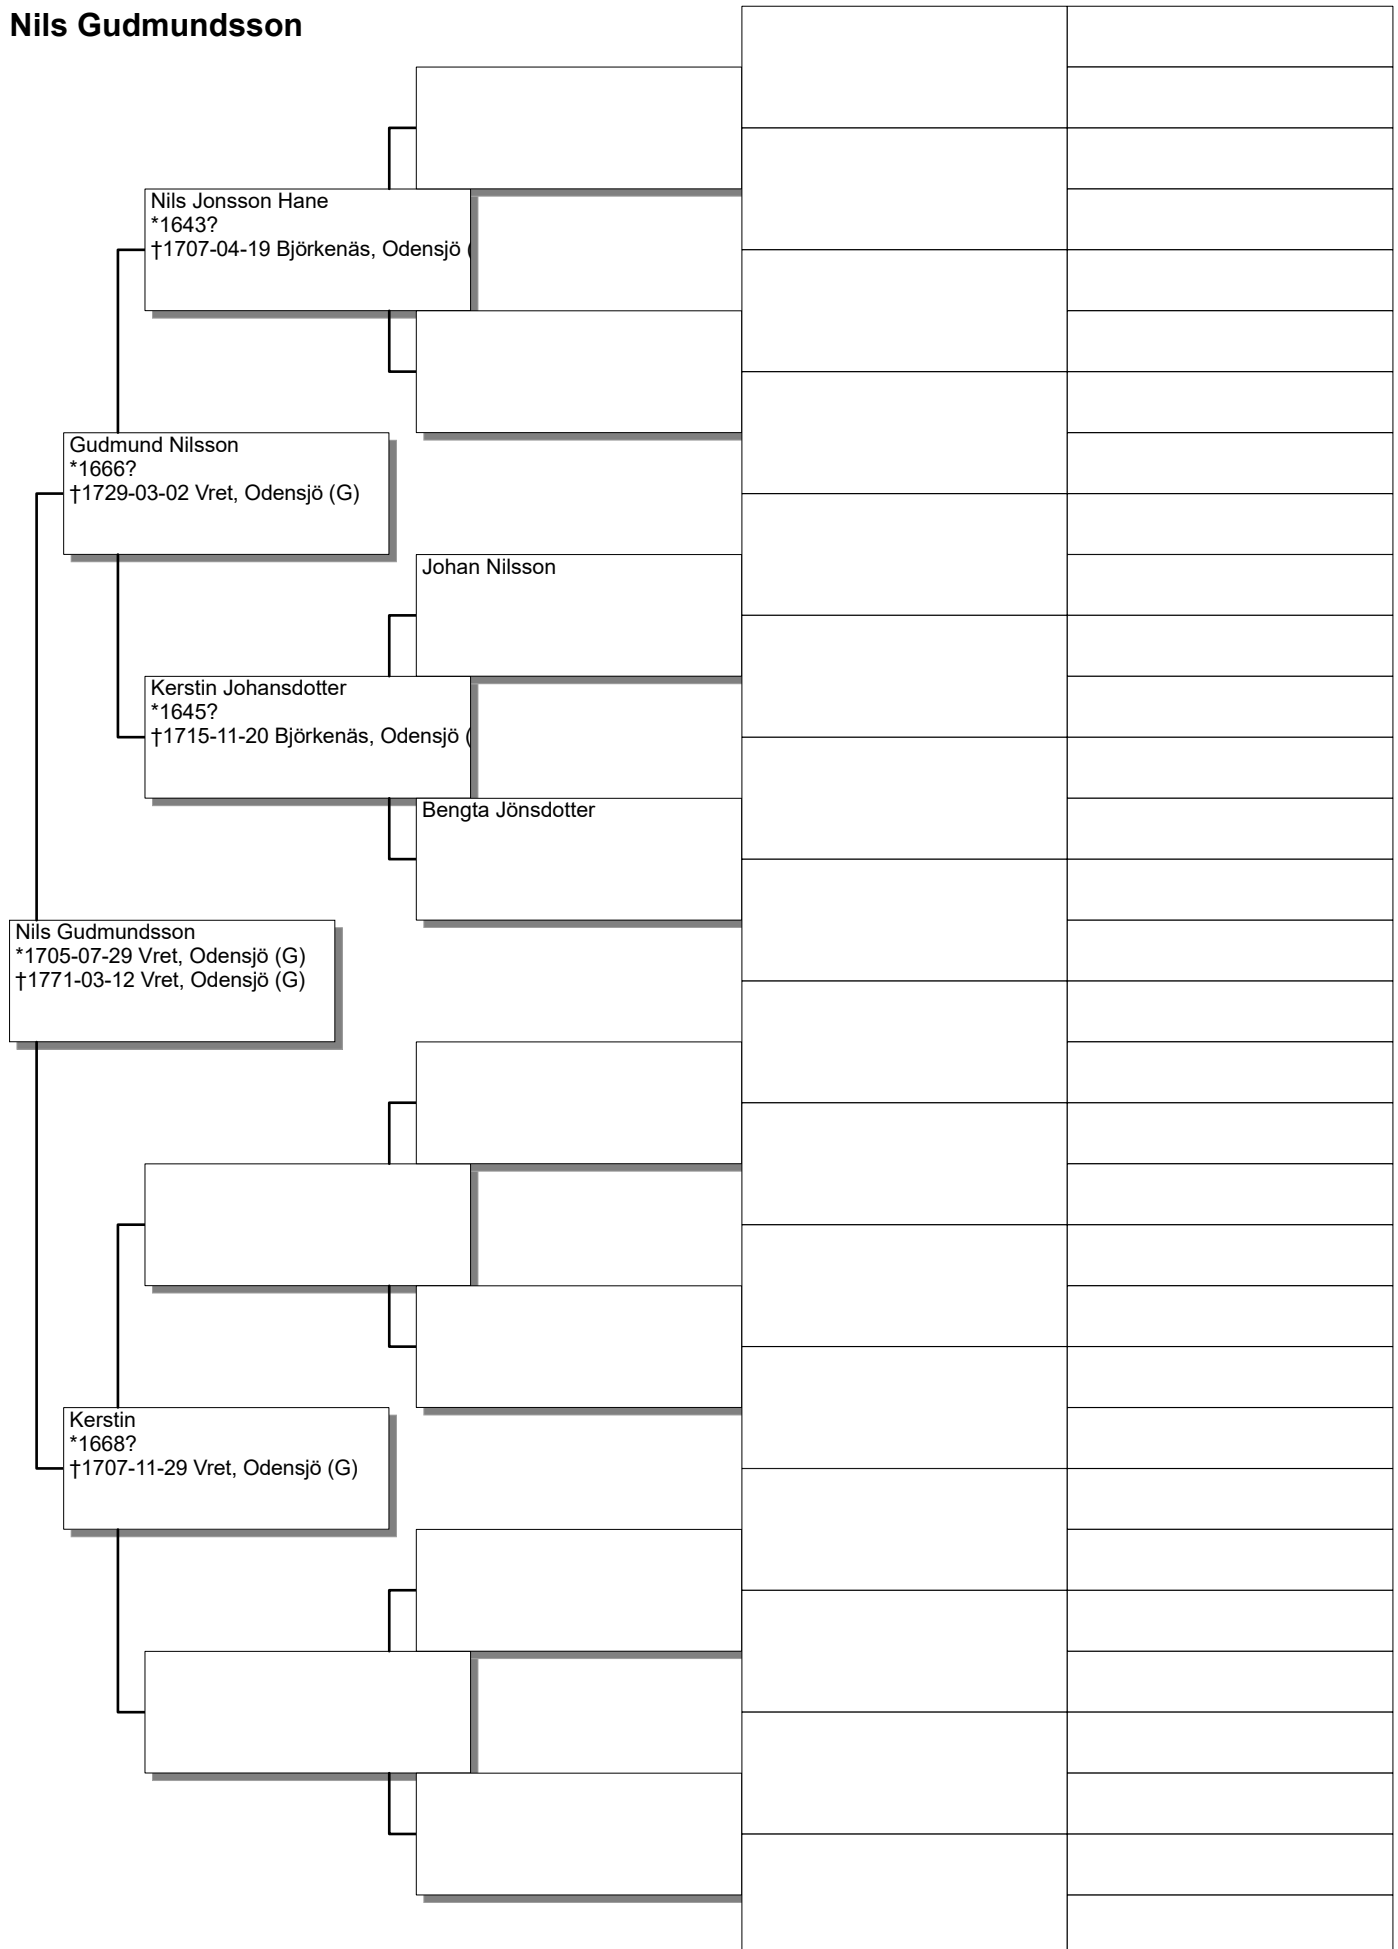 Nils Gudmundsson
Nils Jonsson Hane
*1643?
†1707-04-19 Björkenäs, Odensjö (
Gudmund Nilsson
*1666?
†1729-03-02 Vret, Odensjö (G)
Johan Nilsson
Kerstin Johansdotter
*1645?
†1715-11-20 Björkenäs, Odensjö (
Bengta Jönsdotter
Nils Gudmundsson
*1705-07-29 Vret, Odensjö (G)
†1771-03-12 Vret, Odensjö (G)
Kerstin
*1668?
†1707-11-29 Vret, Odensjö (G)